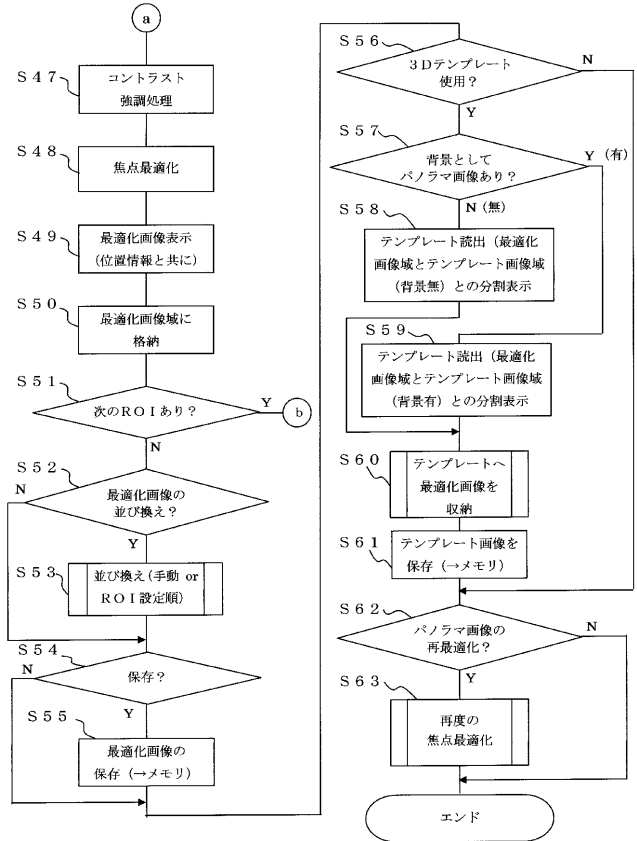 a
S47
コントラスト
強調処理
S48
焦点最適化
S49
最適化画像表示
(位置情報と共に)
S50
最適化画像域に
格納
S51
次のROIあり?
Y
b
N
S52
最適化画像の
並び換え?
N
Y
S53
並び換え(手動 or
ROI設定順)
S54
保存?
N
Y
S55
最適化画像の
保存(→メモリ)
S56
3Dテンプレート
使用?
N
Y
S57
背景として
パノラマ画像あり?
Y (有)
N (無)
S58
テンプレート読出(最適化
画像域とテンプレート画像域
(背景無)との分割表示
S59
テンプレート読出(最適化
画像域とテンプレート画像域
(背景有)との分割表示
S60
テンプレートへ
最適化画像を
収納
S61
テンプレート画像を
保存(→メモリ)
S62
パノラマ画像の
再最適化?
N
Y
S63
再度の
焦点最適化
エンド